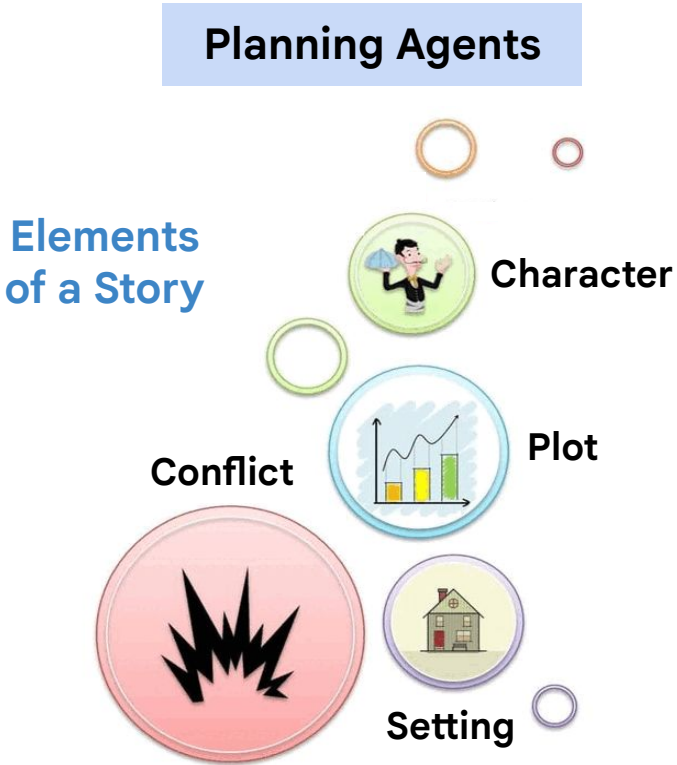 Planning Agents
Elements
of a Story
Character
Plot
Conflict
Setting